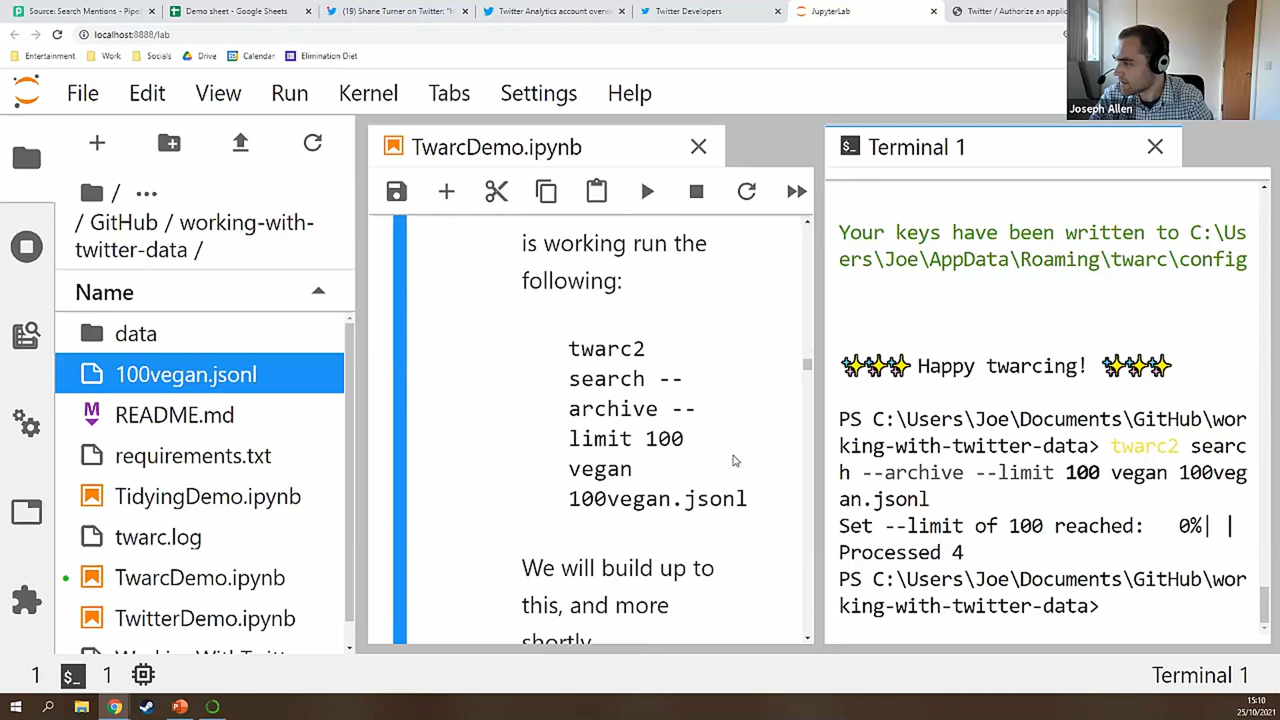 Source: Search Mentions - Pipe
Demo sheet - Google Sheets
(19) Shane Turner on Twitter: "h
Twitter Analytics account overvi
Twitter Developers
JupyterLab
Twitter / Authorize an applic
localhost:8888/lab
Entertainment
Work
Socials
Drive
Calendar
Elimination Diet
Joseph Allen
File Edit View Run Kernel Tabs Settings Help
/ ...
/ GitHub / working-with-
twitter-data /
Name
data
100vegan.jsonl
README.md
requirements.txt
TidyingDemo.ipynb
twarc.log
TwarcDemo.ipynb
TwitterDemo.ipynb
TwarcDemo.ipynb
is working run the
following:
twarc2
search --
archive --
limit 100
vegan
100vegan.jsonl
We will build up to
this, and more
shortly
Terminal 1
Your keys have been written to C:\Us
ers\Joe\AppData\Roaming\twarc\config
✨✨✨ Happy twarcing! ✨✨✨
PS C:\Users\Joe\Documents\GitHub\wor
king-with-twitter-data> twarc2 searc
h --archive --limit 100 vegan 100veg
an.jsonl
Set --limit of 100 reached:   0%| |
Processed 4
PS C:\Users\Joe\Documents\GitHub\wor
king-with-twitter-data>
1 $_ 1
Terminal 1
15:10
25/10/2021